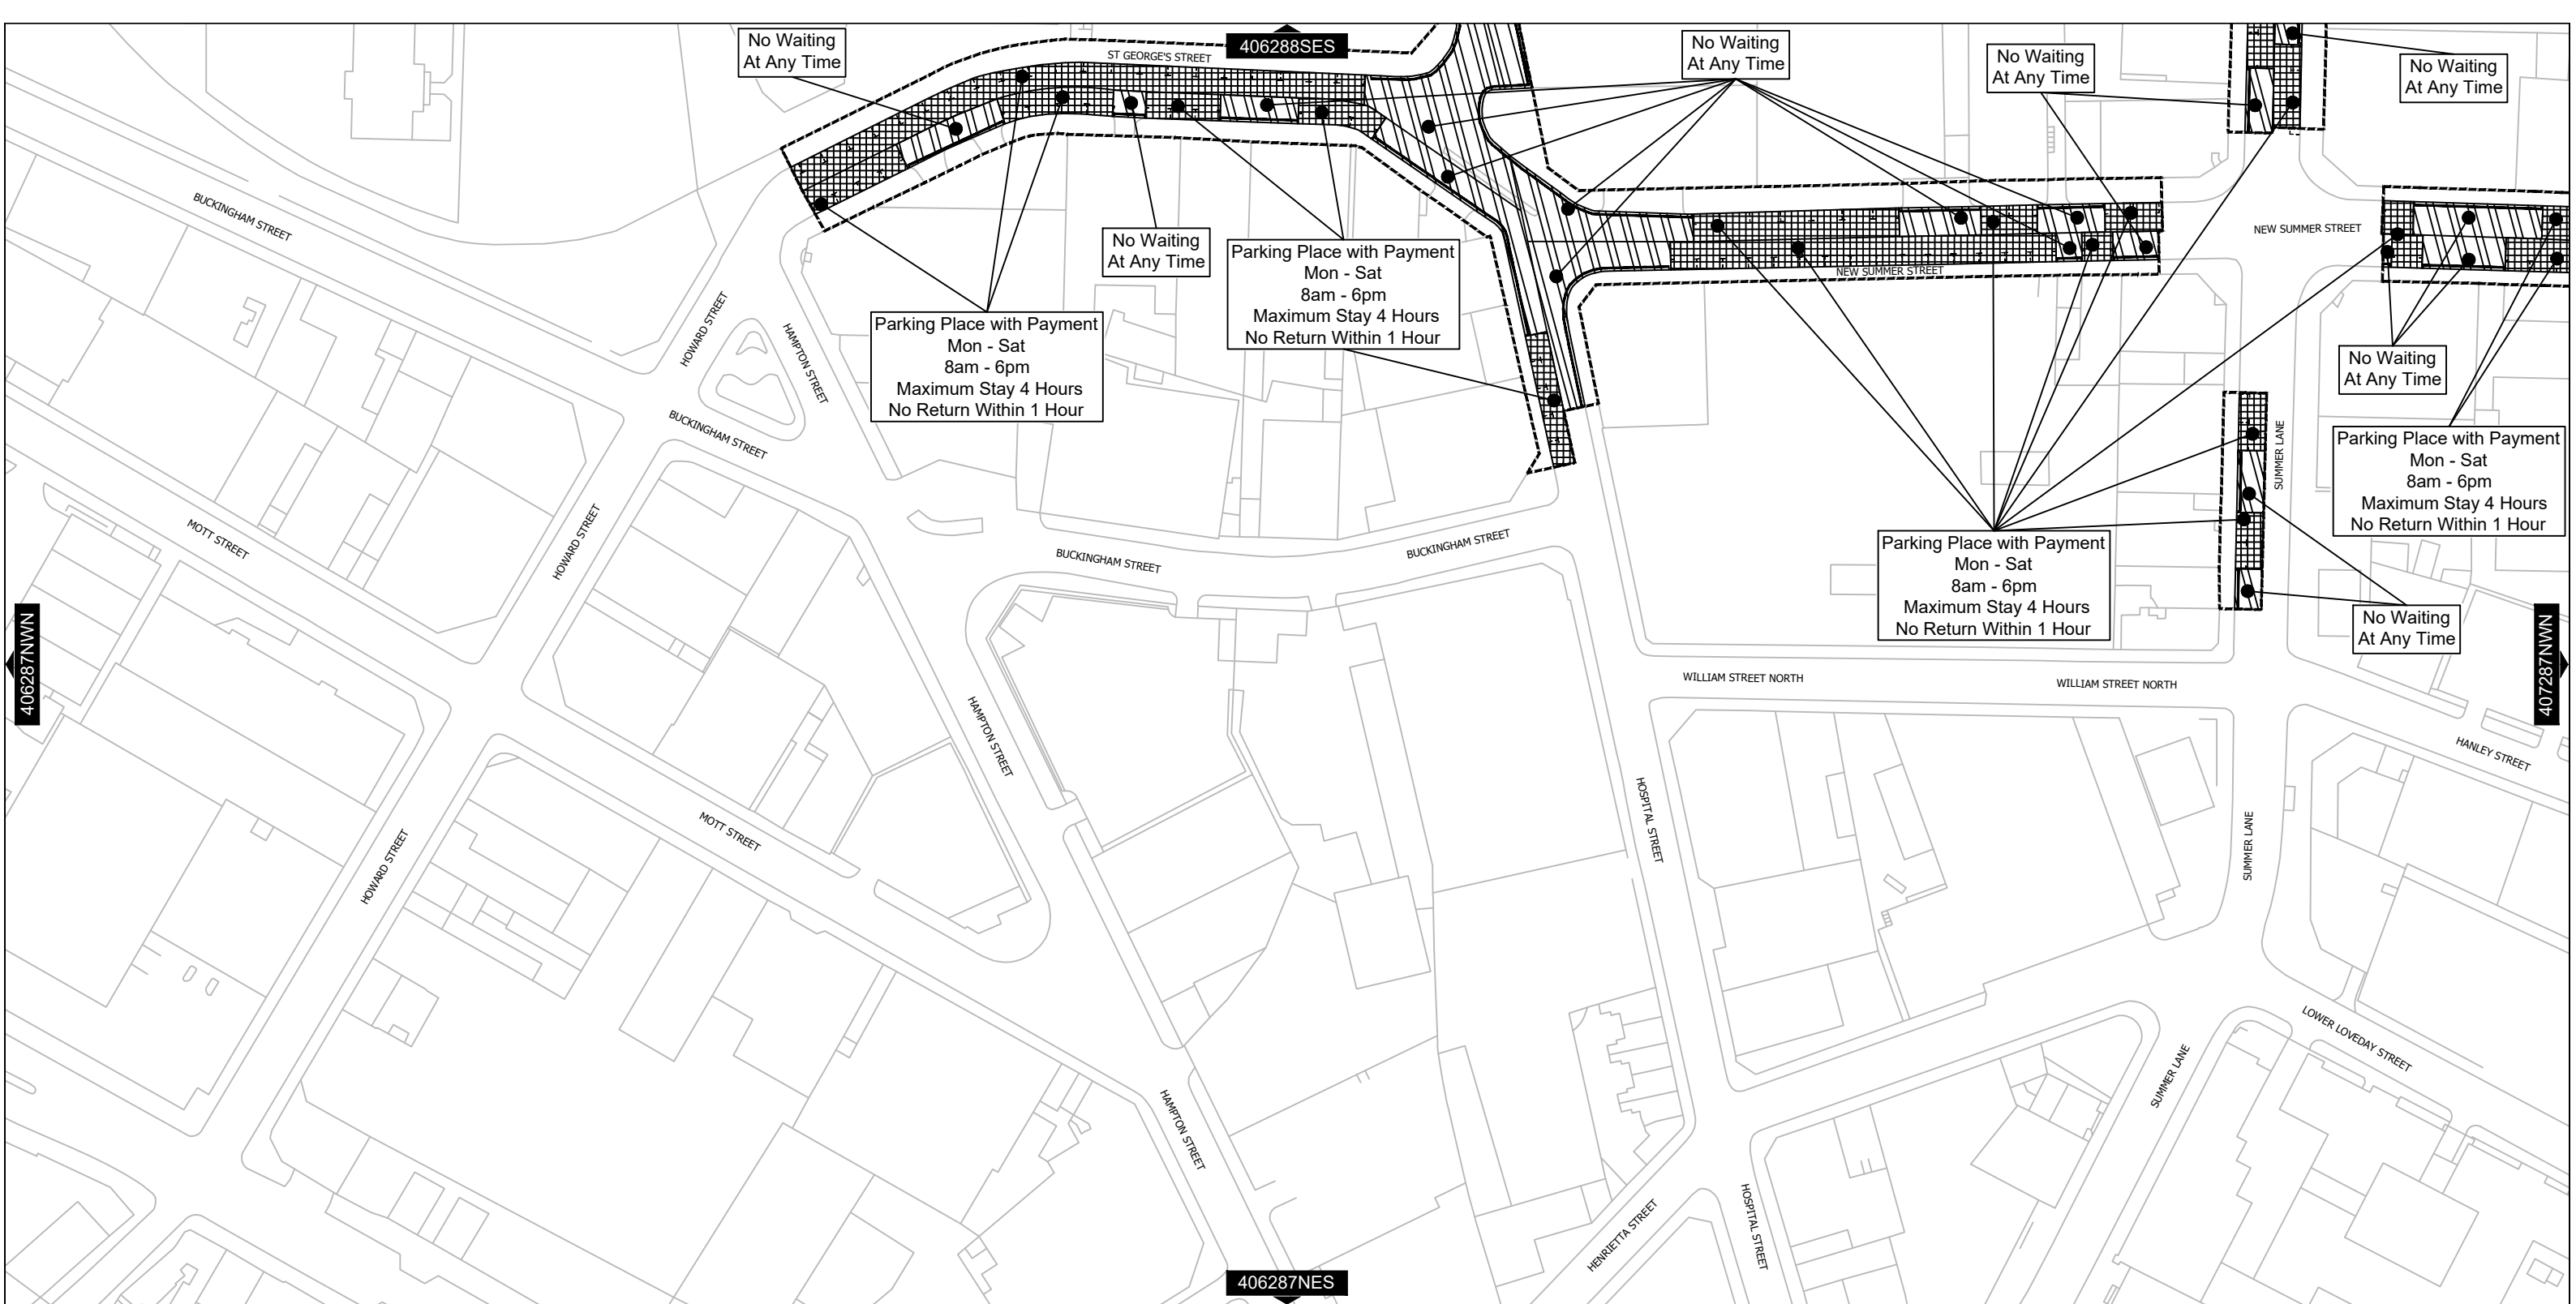 No Waiting
At Any Time
ST GEORGE'S STREET
406288SES
No Waiting
At Any Time
No Waiting
At Any Time
No Waiting
At Any Time
BUCKINGHAM STREET
No Waiting
At Any Time
Parking Place with Payment
Mon - Sat
8am - 6pm
Maximum Stay 4 Hours
No Return Within 1 Hour
NEW SUMMER STREET
NEW SUMMER STREET
HOWARD STREET
HAMPTON STREET
Parking Place with Payment
Mon - Sat
8am - 6pm
Maximum Stay 4 Hours
No Return Within 1 Hour
No Waiting
At Any Time
BUCKINGHAM STREET
SUMMER LANE
Parking Place with Payment
Mon - Sat
8am - 6pm
Maximum Stay 4 Hours
No Return Within 1 Hour
MOTT STREET
HOWARD STREET
BUCKINGHAM STREET
BUCKINGHAM STREET
Parking Place with Payment
Mon - Sat
8am - 6pm
Maximum Stay 4 Hours
No Return Within 1 Hour
No Waiting
At Any Time
406287NWN
407287NWN
WILLIAM STREET NORTH
WILLIAM STREET NORTH
HAMPTON STREET
HANLEY STREET
MOTT STREET
HOSPITAL STREET
SUMMER LANE
HOWARD STREET
LOWER LOVEDAY STREET
SUMMER LANE
HAMPTON STREET
HENRIETTA STREET
HOSPITAL STREET
406287NES